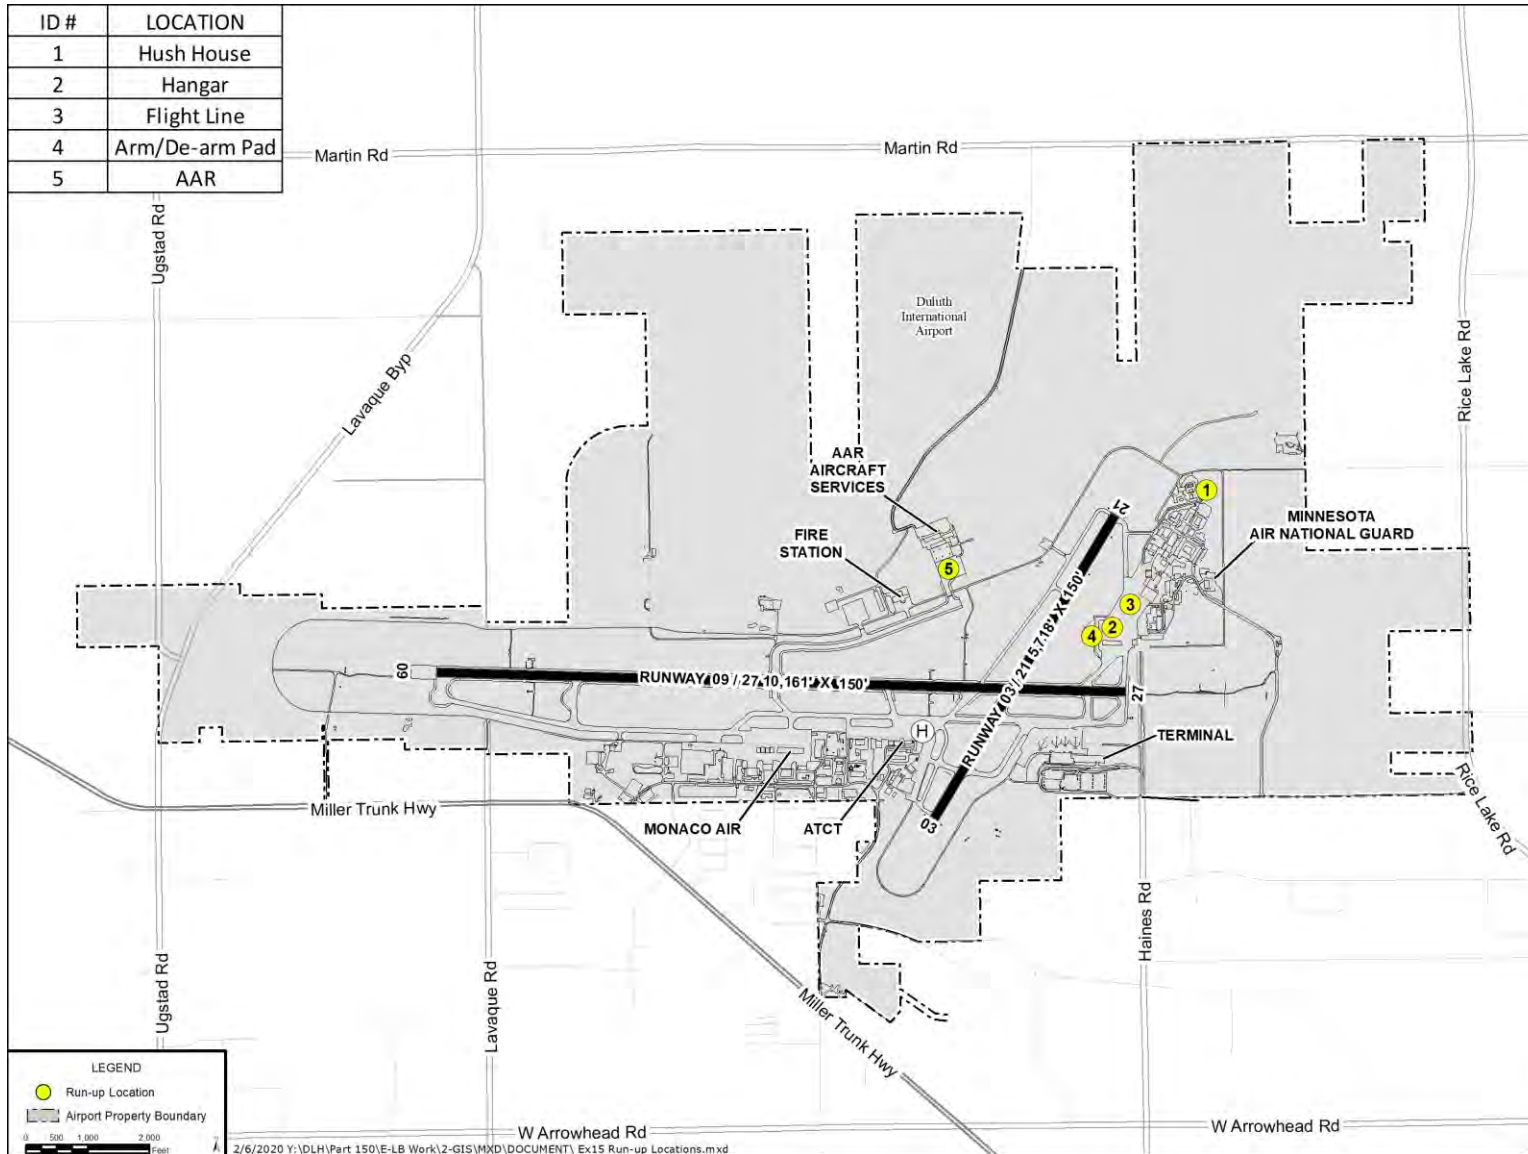 ID # LOCATION
1 Hush House
2 Hangar
3 Flight Line
4 Arm/De-arm Pad
5 AAR
Martin Rd
Martin Rd
Ugstad Rd
Lavaque Byp
Rice Lake Rd
Duluth
International
Airport
AAR
AIRCRAFT
SERVICES
FIRE
STATION
MINNESOTA
AIR NATIONAL GUARD
1
5
3
2
4
21
09
RUNWAY 09 / 27 10,161' X 150'
RUNWAY 03 / 21 5,718' X 150'
27
H
TERMINAL
03
MONACO AIR
ATCT
Miller Trunk Hwy
Rice Lake Rd
Haines Rd
Ugstad Rd
Lavaque Rd
Miller Trunk Hwy
W Arrowhead Rd
W Arrowhead Rd
LEGEND
Run-up Location
Airport Property Boundary
0 500 1,000 2,000
Feet
2/6/2020 Y:\DLH\Part 150\E-LB Work\2-GIS\MXD\DOCUMENT\ Ex15 Run-up Locations.mxd